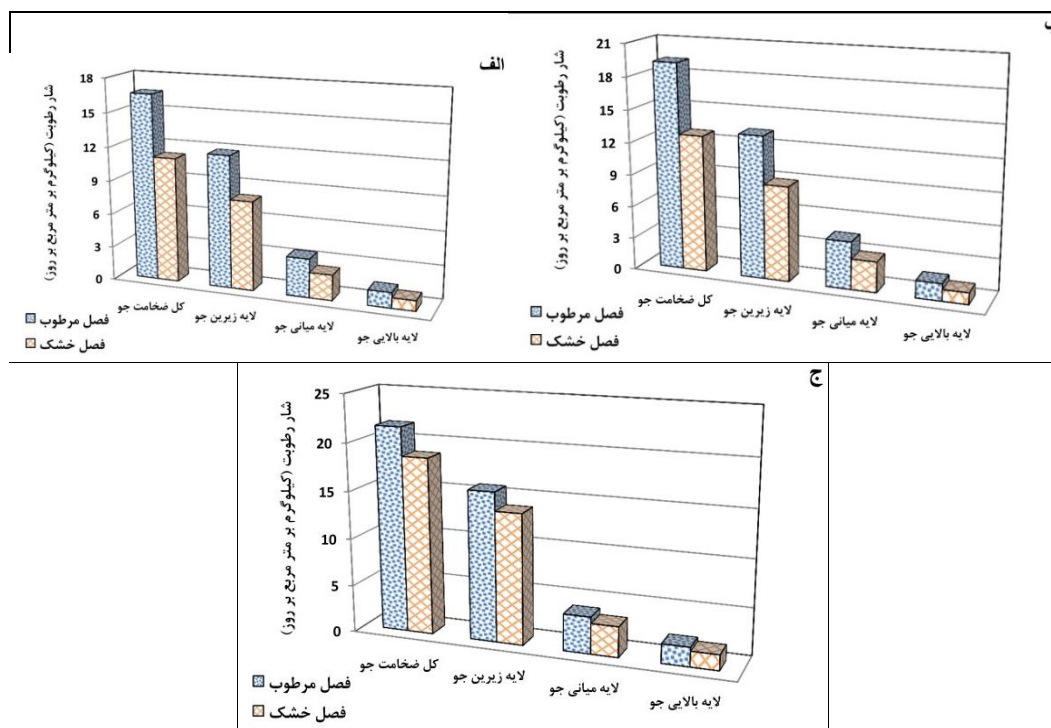 الف
شار رطوبت (کیلوگرم بر متر مربع بر روز)
18
15
12
9
6
3
0
کل ضخامت جو
لایه زیرین جو
لایه میانی جو
لایه بالایی جو
فصل مرطوب
فصل خشک
شار رطوبت (کیلوگرم بر متر مربع بر روز)
21
18
15
12
9
6
3
0
کل ضخامت جو
لایه زیرین جو
لایه میانی جو
لایه بالایی جو
فصل مرطوب
فصل خشک
ج
شار رطوبت (کیلوگرم بر متر مربع بر روز)
25
20
15
10
5
0
کل ضخامت جو
لایه زیرین جو
لایه میانی جو
لایه بالایی جو
فصل مرطوب
فصل خشک